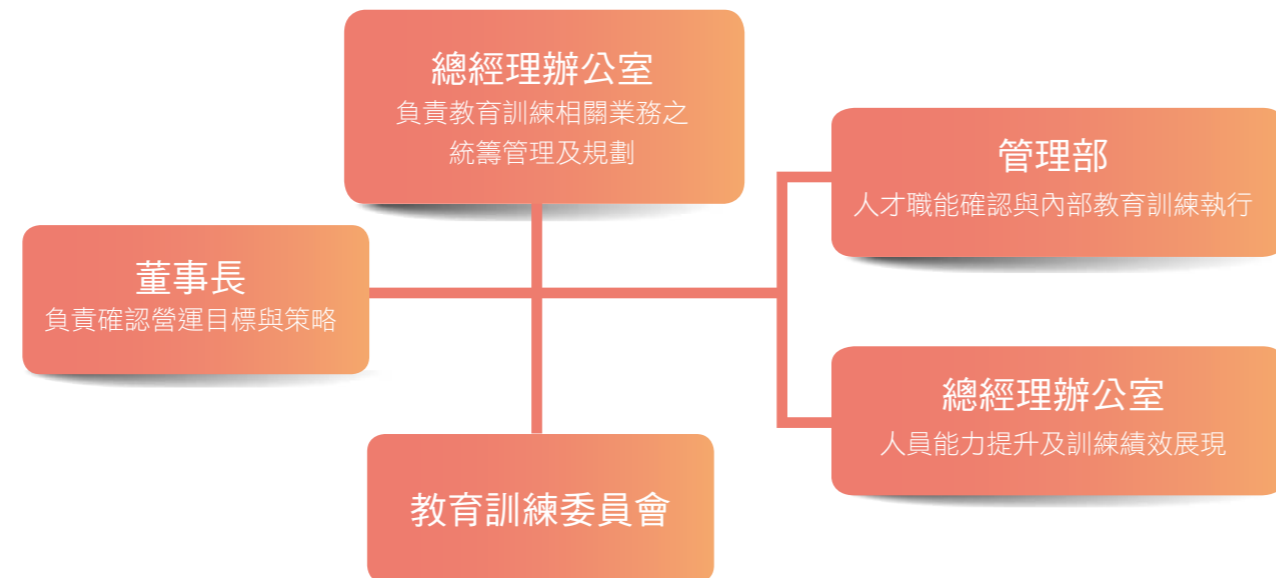 總經理辦公室
負責教育訓練相關業務之
統籌管理及規劃
管理部
人才職能確認與內部教育訓練執行
董事長
負責確認營運目標與策略
總經理辦公室
人員能力提升及訓練績效展現
教育訓練委員會